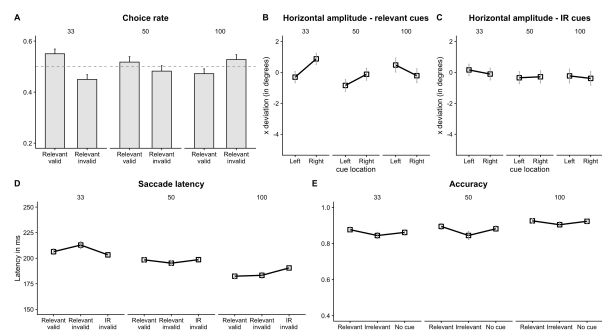 A
Choice rate
33
50
100
0.6
0.4
0.2
Relevant valid
Relevant invalid
Relevant valid
Relevant invalid
Relevant valid
Relevant invalid
B
Horizontal amplitude - relevant cues
33
50
100
x deviation (in degrees)
2
0
-2
-4
Left Right Left Right Left Right
cue location
C
Horizontal amplitude - IR cues
33
50
100
x deviation (in degrees)
2
0
-2
-4
Left Right Left Right Left Right
cue location
D
Saccade latency
33
50
100
Latency in ms
250
225
200
175
150
Relevant valid
Relevant invalid
IR invalid
Relevant valid
Relevant invalid
IR invalid
Relevant valid
Relevant invalid
IR invalid
E
Accuracy
33
50
100
1.0
0.8
0.6
0.4
Relevant Irrelevant No cue Relevant Irrelevant No cue Relevant Irrelevant No cue